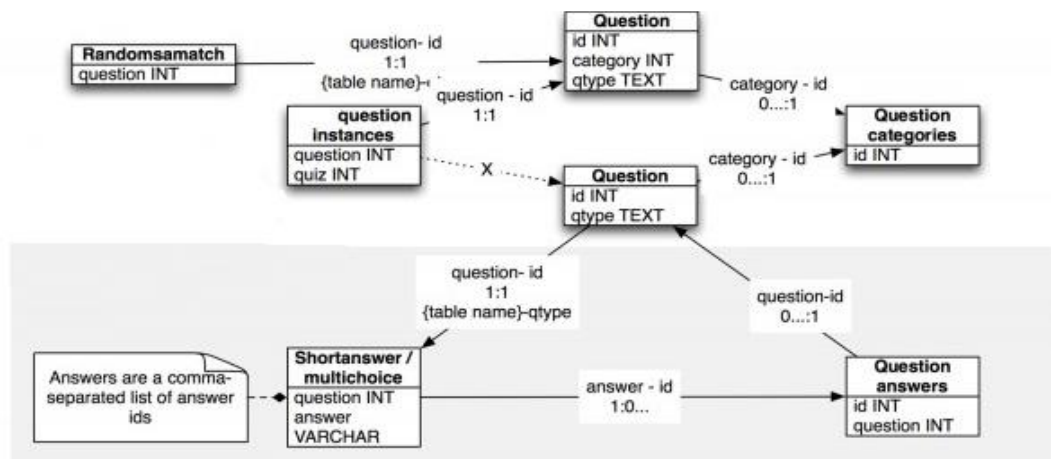 Randomsamatch
question INT
question- id
1:1
{table name}-
Question
id INT
category INT
qtype TEXT
question - id
1:1
question
instances
question INT
quiz INT
category - id
0...:1
Question
categories
id INT
X
category - id
0...:1
Question
id INT
qtype TEXT
question- id
1:1
{table name}-qtype
question-id
0...:1
Answers are a comma-
separated list of answer
ids
Shortanswer /
multichoice
question INT
answer
VARCHAR
answer - id
1:0...
Question
answers
id INT
question INT